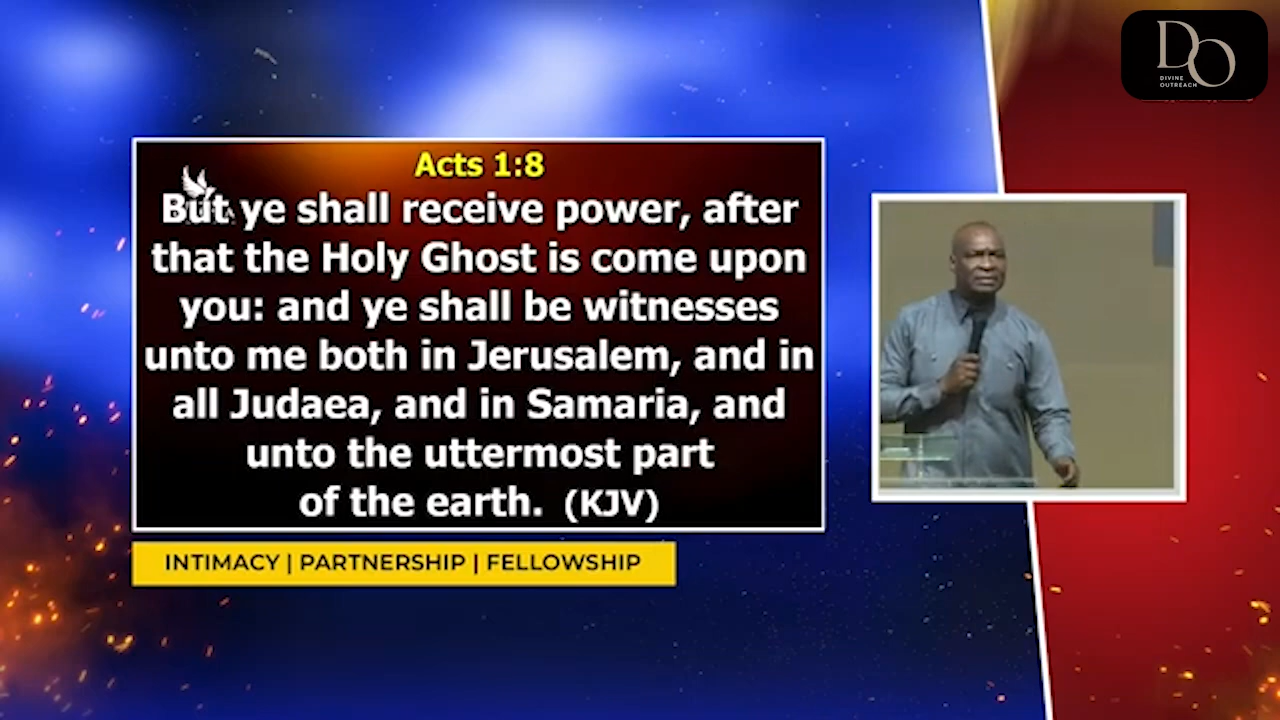 DO
DIVINE
OUTREACH
Acts 1:8
But ye shall receive power, after
that the Holy Ghost is come upon
you: and ye shall be witnesses
unto me both in Jerusalem, and in
all Judaea, and in Samaria, and
unto the uttermost part
of the earth. (KJV)
INTIMACY | PARTNERSHIP | FELLOWSHIP